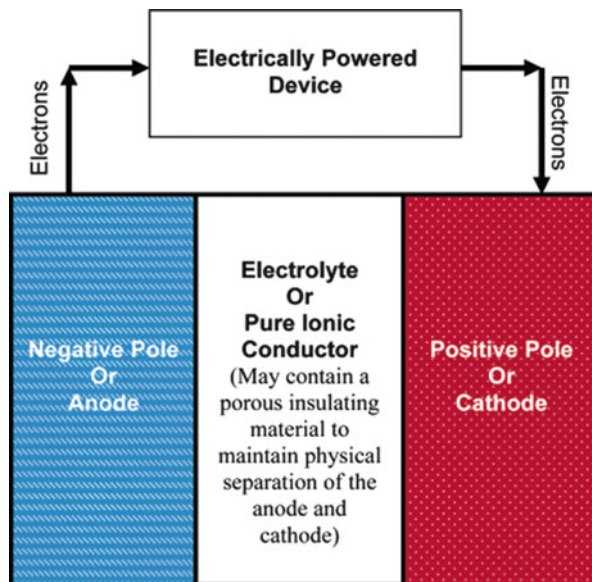 Electrically Powered
Device
Electrons
Electrons
Negative Pole
Or
Anode
Electrolyte
Or
Pure Ionic
Conductor
(May contain a
porous insulating
material to
maintain physical
separation of the
anode and
cathode)
Positive Pole
Or
Cathode